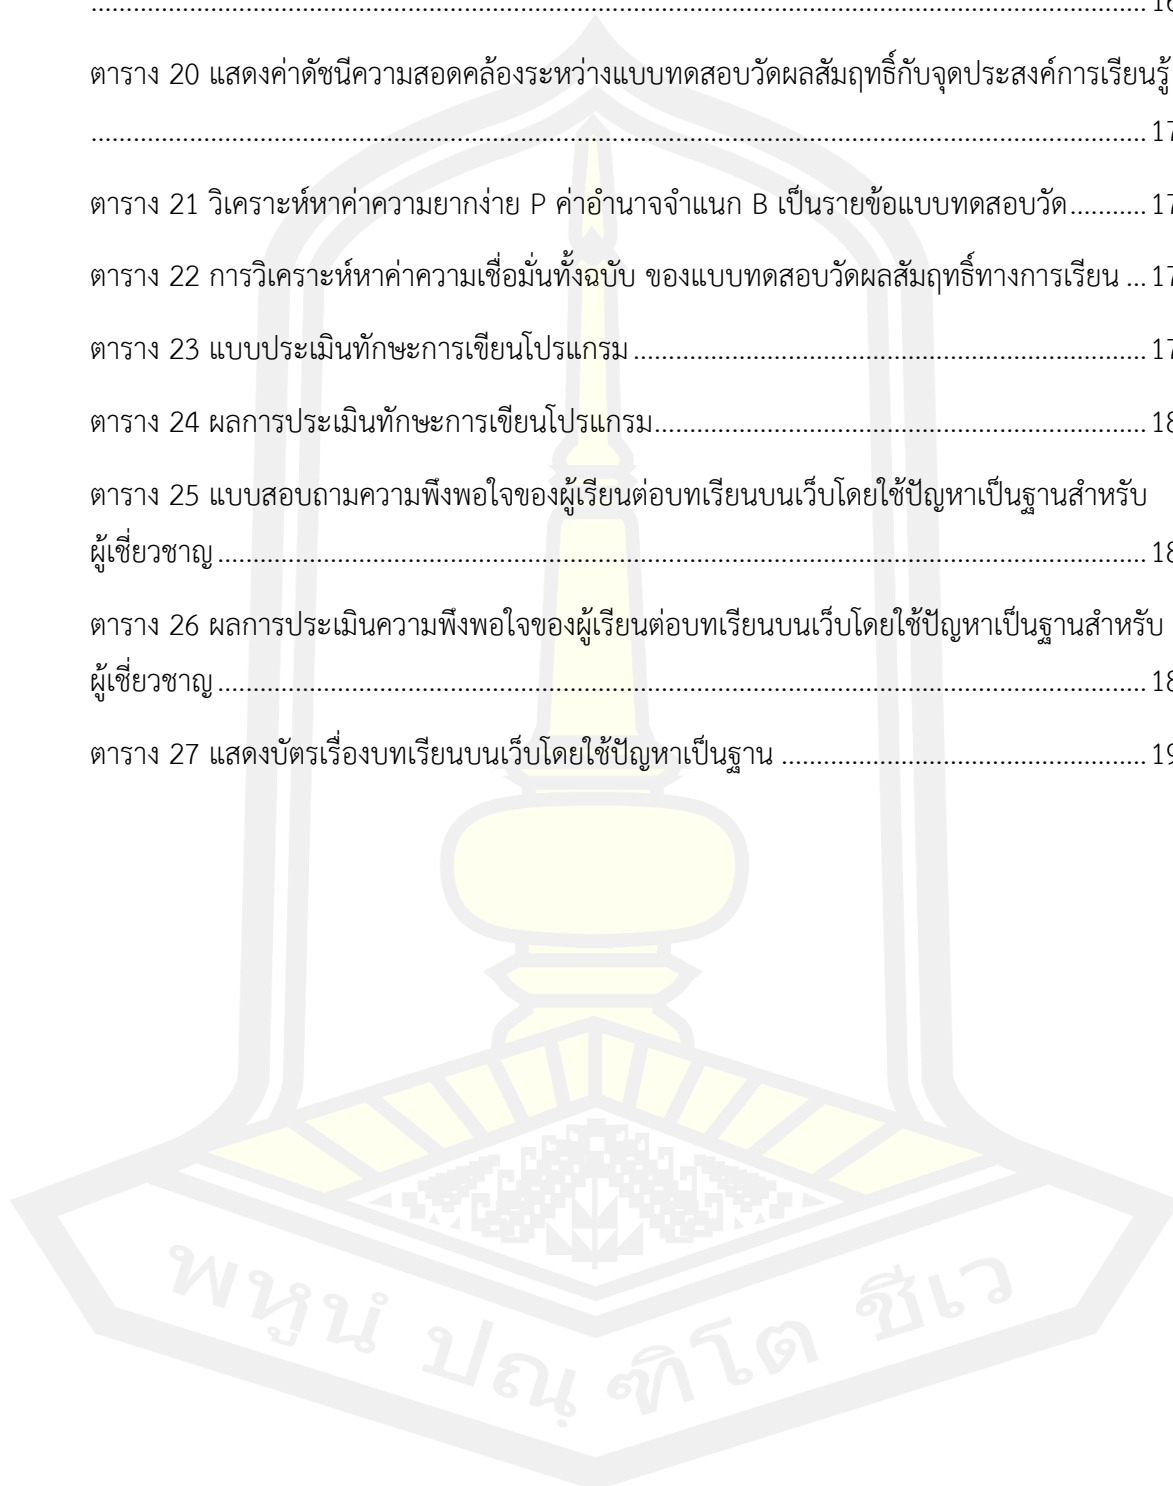 ........................................................................................................................................ 16
ตาราง 20 แสดงค่าดัชนีความสอดคล้องระหว่างแบบทดสอบวัดผลสัมฤทธิ์กับจุดประสงค์การเรียนรู้
........................................................................................................................................ 17
ตาราง 21 วิเคราะห์หาค่าความยากง่าย P ค่าอำนาจจำแนก B เป็นรายข้อแบบทดสอบวัด........... 17
ตาราง 22 การวิเคราะห์หาค่าความเชื่อมั่นทั้งฉบับ ของแบบทดสอบวัดผลสัมฤทธิ์ทางการเรียน ... 17
ตาราง 23 แบบประเมินทักษะการเขียนโปรแกรม .................................................................. 17
ตาราง 24 ผลการประเมินทักษะการเขียนโปรแกรม................................................................ 18
ตาราง 25 แบบสอบถามความพึงพอใจของผู้เรียนต่อบทเรียนบนเว็บโดยใช้ปัญหาเป็นฐานสำหรับ
ผู้เชี่ยวชาญ ........................................................................................................................ 18
ตาราง 26 ผลการประเมินความพึงพอใจของผู้เรียนต่อบทเรียนบนเว็บโดยใช้ปัญหาเป็นฐานสำหรับ
ผู้เชี่ยวชาญ ........................................................................................................................ 18
ตาราง 27 แสดงบัตรเรื่องบทเรียนบนเว็บโดยใช้ปัญหาเป็นฐาน ............................................... 19
พหูนํ ปณฺฑิโต ชีเว